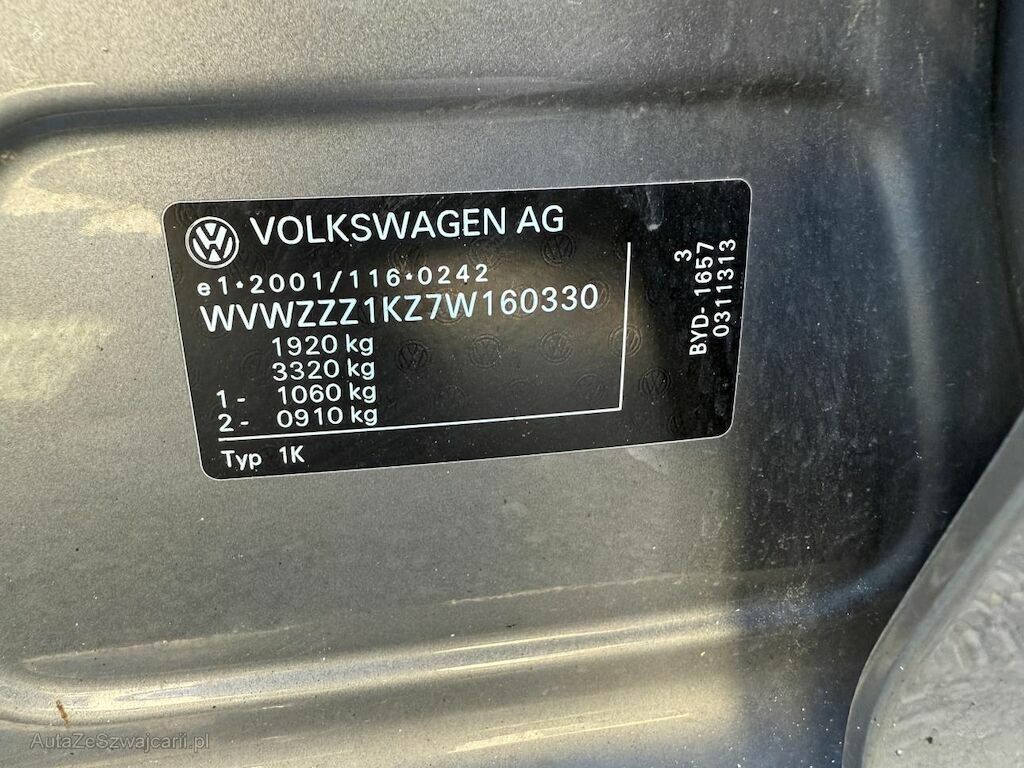 VOLKSWAGEN AG
e1*2001/116*0242
WVWZZZ1KZ7W160330
1920 kg
3320 kg
1- 1060 kg
2- 0910 kg
Typ 1K
3
BYD-1657
0311313
AutaZeSzwajcarii.pl